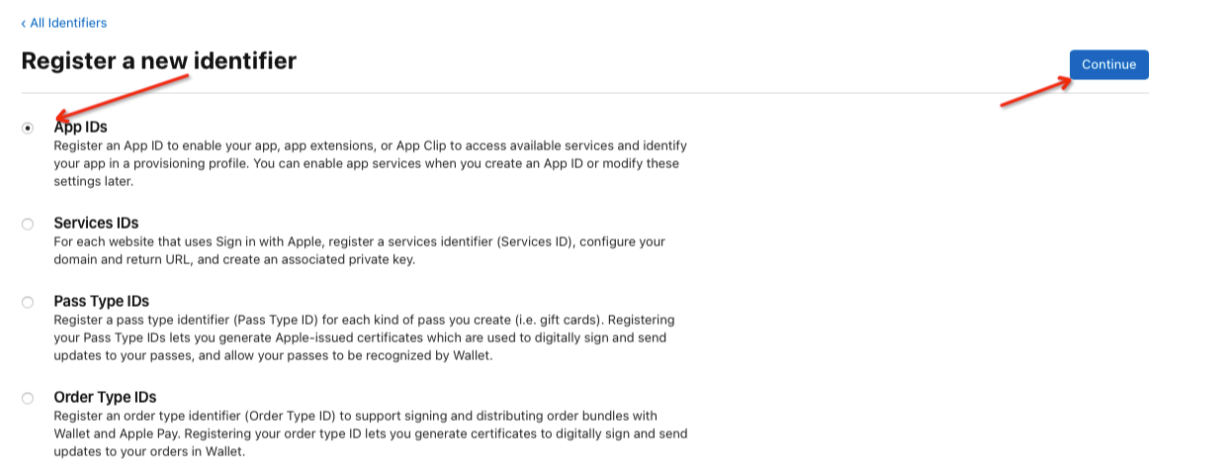 ‹ All Identifiers
Register a new identifier
Continue
App IDs
Register an App ID to enable your app, app extensions, or App Clip to access available services and identify
your app in a provisioning profile. You can enable app services when you create an App ID or modify these
settings later.
Services IDs
For each website that uses Sign in with Apple, register a services identifier (Services ID), configure your
domain and return URL, and create an associated private key.
Pass Type IDs
Register a pass type identifier (Pass Type ID) for each kind of pass you create (i.e. gift cards). Registering
your Pass Type IDs lets you generate Apple-issued certificates which are used to digitally sign and send
updates to your passes, and allow your passes to be recognized by Wallet.
Order Type IDs
Register an order type identifier (Order Type ID) to support signing and distributing order bundles with
Wallet and Apple Pay. Registering your order type ID lets you generate certificates to digitally sign and send
updates to your orders in Wallet.